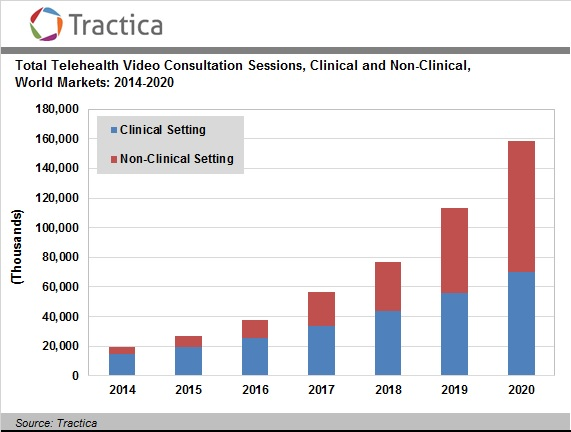 Tractica
Total Telehealth Video Consultation Sessions, Clinical and Non-Clinical,
World Markets: 2014-2020
180,000
160,000
140,000
120,000
100,000
80,000
60,000
40,000
20,000
0
(Thousands)
Clinical Setting
Non-Clinical Setting
2014 2015 2016 2017 2018 2019 2020
Source: Tractica